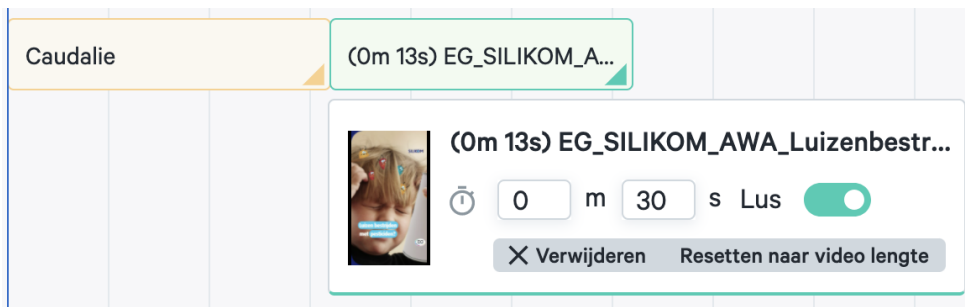 Caudalie
(0m 13s) EG_SILIKOM_A...
(0m 13s) EG_SILIKOM_AWA_Luizenbestr...
0 m 30 s Lus
Verwijderen Resetten naar video lengte